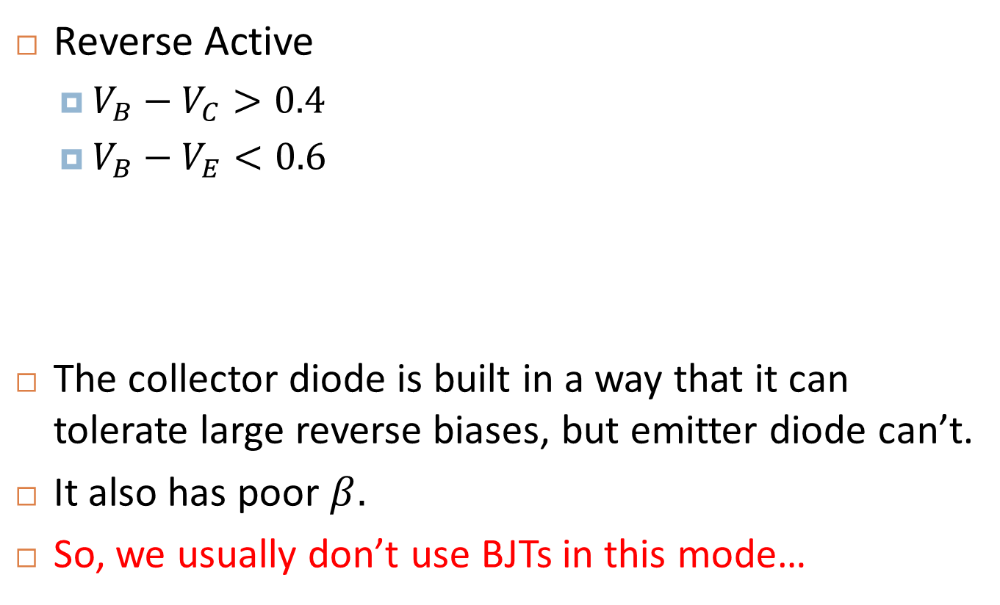 Reverse Active
V_B − V_C > 0.4
V_B − V_E < 0.6
The collector diode is built in a way that it can
tolerate large reverse biases, but emitter diode can’t.
It also has poor β.
So, we usually don’t use BJTs in this mode…